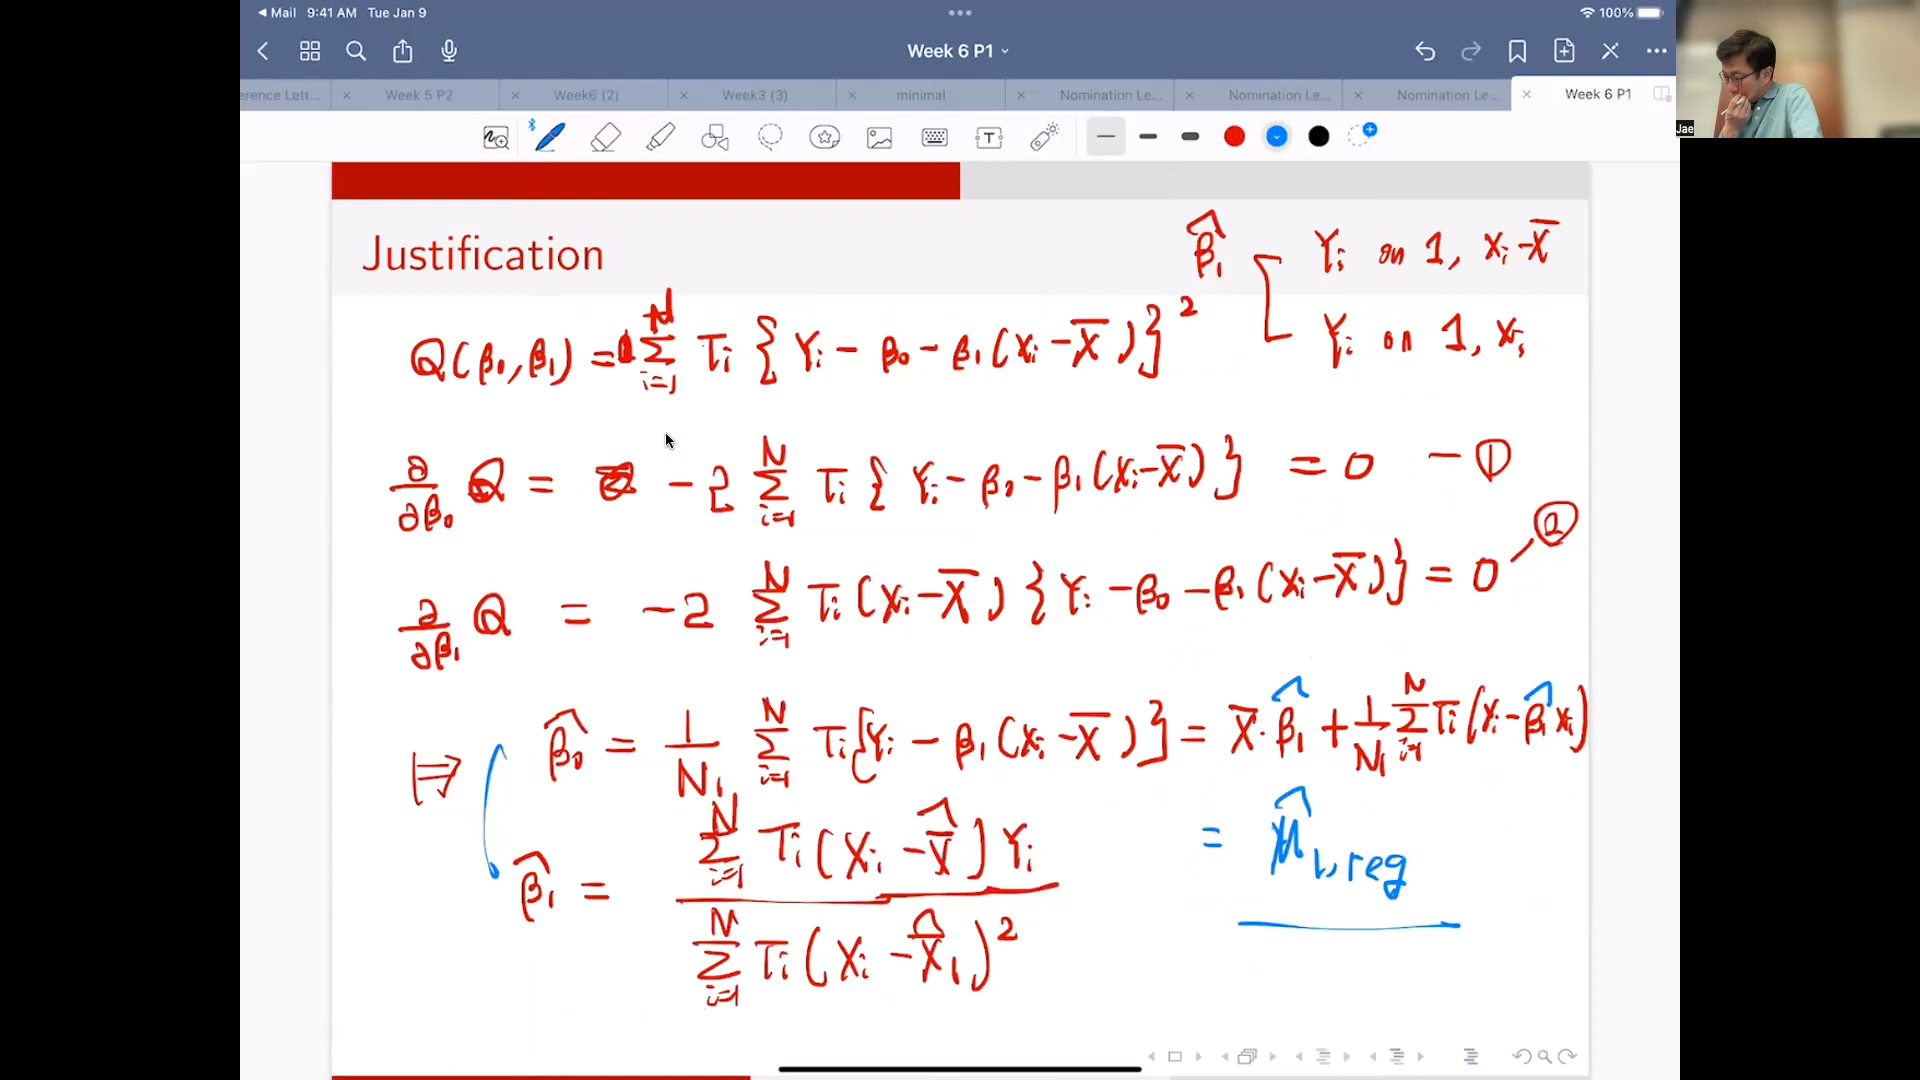 Mail 9:41 AM Tue Jan 9 100%
Week 6 P1
erence Lett... Week 5 P2 Week6 (2) Week3 (3) minimal Nomination Le... Nomination Le... Nomination Le... Week 6 P1
Jae
Justification
β̂₁ Yᵢ on 1, xᵢ - X̄
Yᵢ on 1, xᵢ
Q(β₀, β₁) = Σᵢ₌₁ᴺ Tᵢ { Yᵢ - β₀ - β₁(xᵢ - X̄) }²
∂/∂β₀ Q = -2 Σᵢ₌₁ᴺ Tᵢ { Yᵢ - β₀ - β₁(xᵢ - X̄) } = 0 - ①
∂/∂β₁ Q = -2 Σᵢ₌₁ᴺ Tᵢ (xᵢ - X̄) { Yᵢ - β₀ - β₁(xᵢ - X̄) } = 0 - ②
⇒ β̂₀ = 1/N₁ Σᵢ₌₁ᴺ Tᵢ [Yᵢ - β₁(xᵢ - X̄)] = X̄·β̂₁ + 1/N₁ Σᵢ₌₁ᴺ Tᵢ (Yᵢ - β̂₁xᵢ)
= μ̂₁,reg
β̂₁ = Σᵢ₌₁ᴺ Tᵢ (Xᵢ - X̄̂) Yᵢ / Σᵢ₌₁ᴺ Tᵢ (Xᵢ - X̄̂₁)²